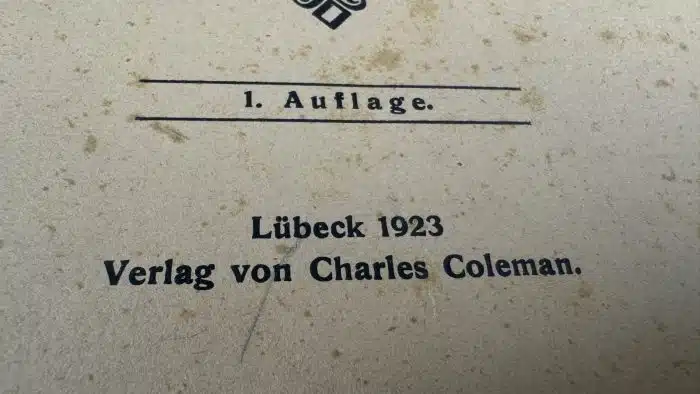 1. Auflage.
Lübeck 1923
Verlag von Charles Coleman.